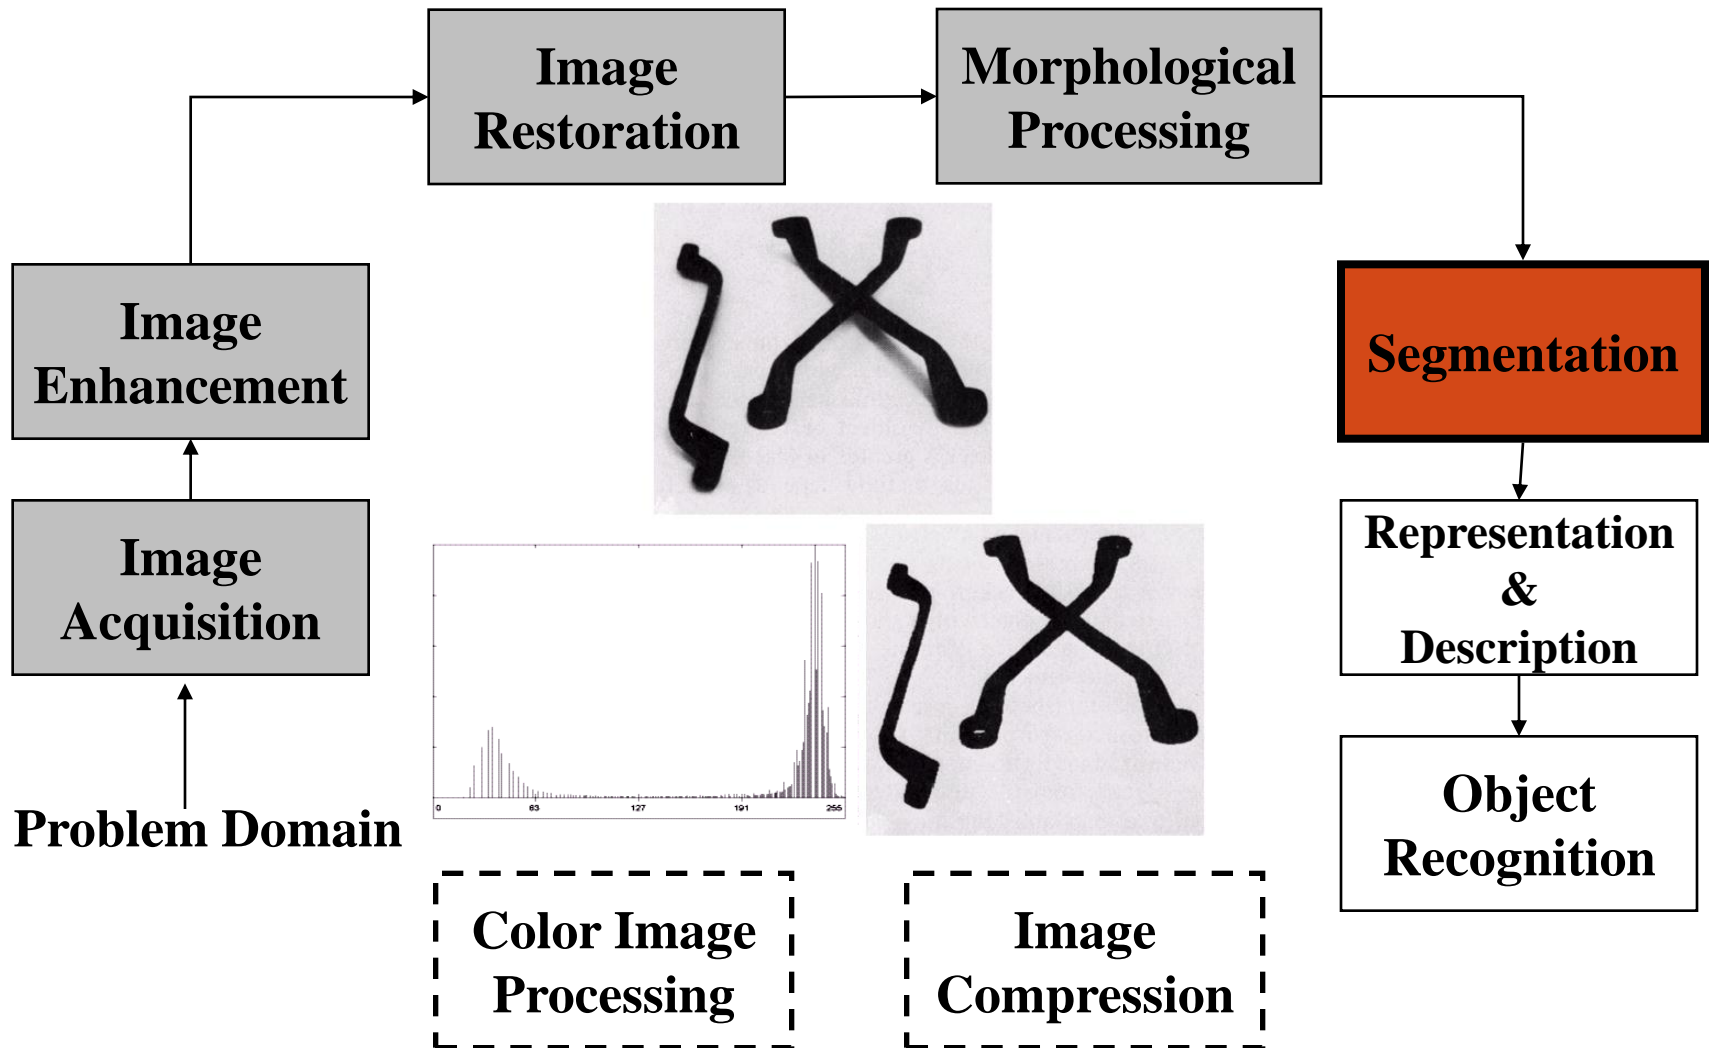 Image
Restoration
Morphological
Processing
Image
Enhancement
Segmentation
Image
Acquisition
Representation
&
Description
0 63 127 191 255
Problem Domain
Object
Recognition
Color Image
Processing
Image
Compression